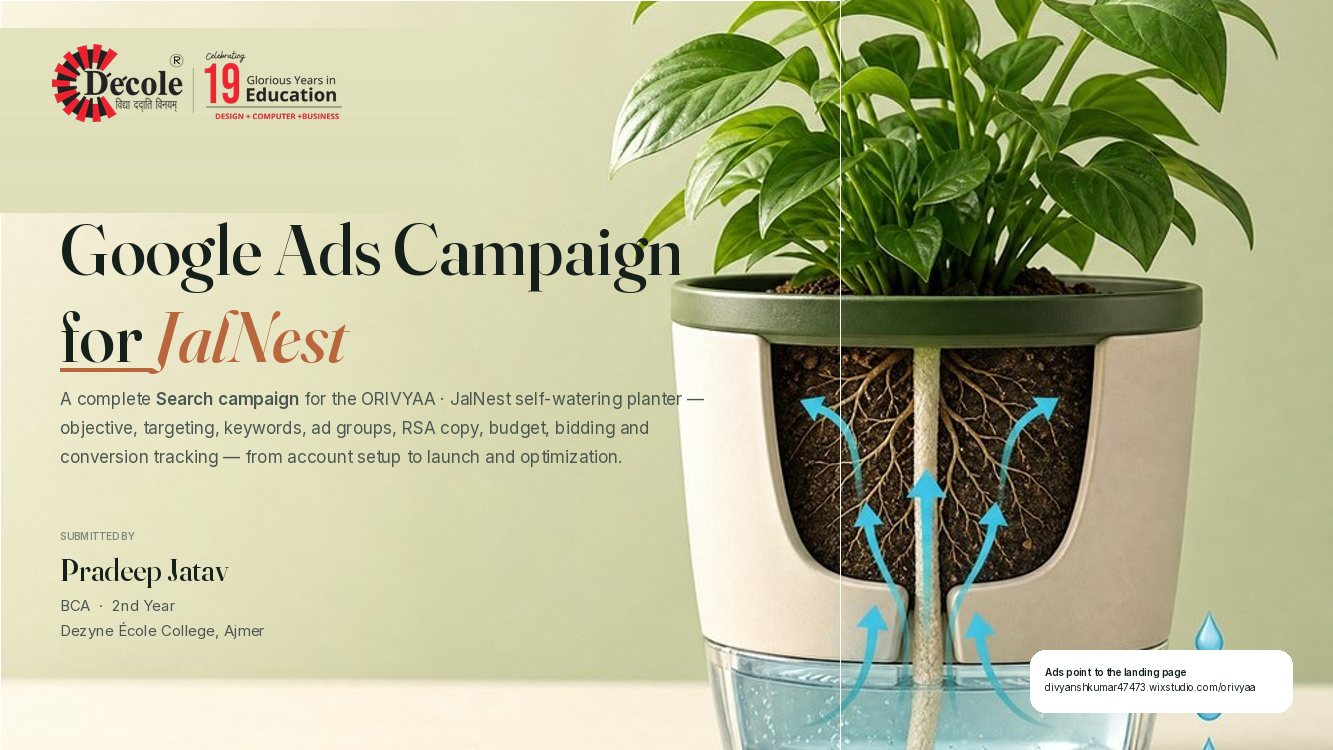 Décole®
विद्या ददाति विनयम्
Celebrating
19 Glorious Years in
Education
DESIGN + COMPUTER +BUSINESS
Google Ads Campaign
for JalNest
A complete Search campaign for the ORIVYAA · JalNest self-watering planter —
objective, targeting, keywords, ad groups, RSA copy, budget, bidding and
conversion tracking — from account setup to launch and optimization.
SUBMITTED BY
Pradeep Jatav
BCA · 2nd Year
Dezyne École College, Ajmer
Ads point to the landing page
divyanshkumar47473.wixstudio.com/orivyaa